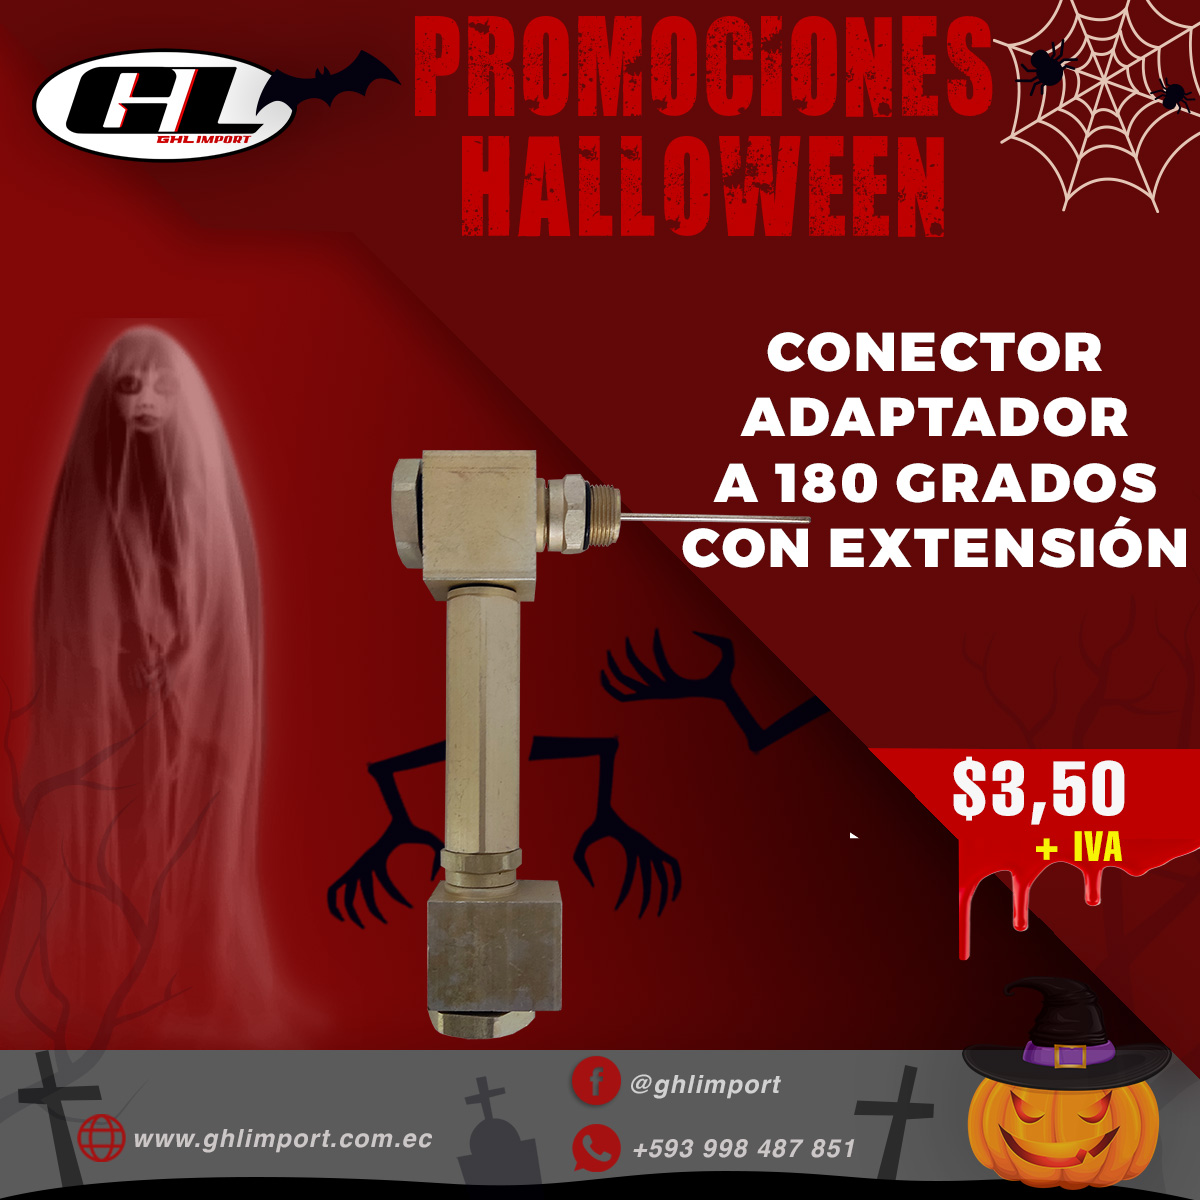 GHL
GHL IMPORT
PROMOCIONES
HALLOWEEN
CONECTOR
ADAPTADOR
A 180 GRADOS
CON EXTENSIÓN
$3,50
+ IVA
@ghlimport
www.ghlimport.com.ec
+593 998 487 851